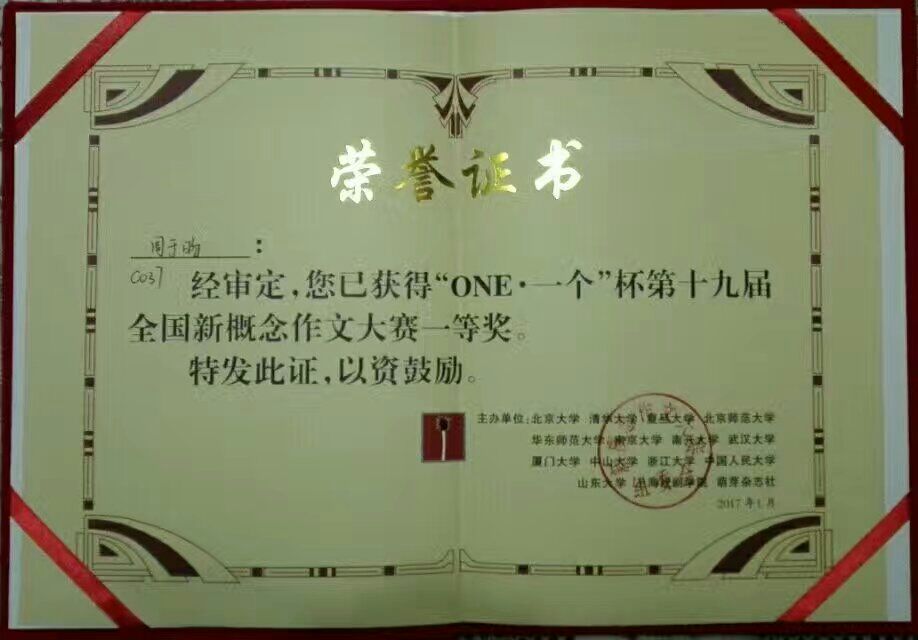 荣誉证书
周于旸:
C037
经审定,您已获得“ONE·一个”杯第十九届
全国新概念作文大赛一等奖。
特发此证,以资鼓励。
主办单位:北京大学 清华大学 复旦大学 北京师范大学
华东师范大学 南京大学 南开大学 武汉大学
厦门大学 中山大学 浙江大学 中国人民大学
山东大学 上海戏剧学院 萌芽杂志社
2017年1月